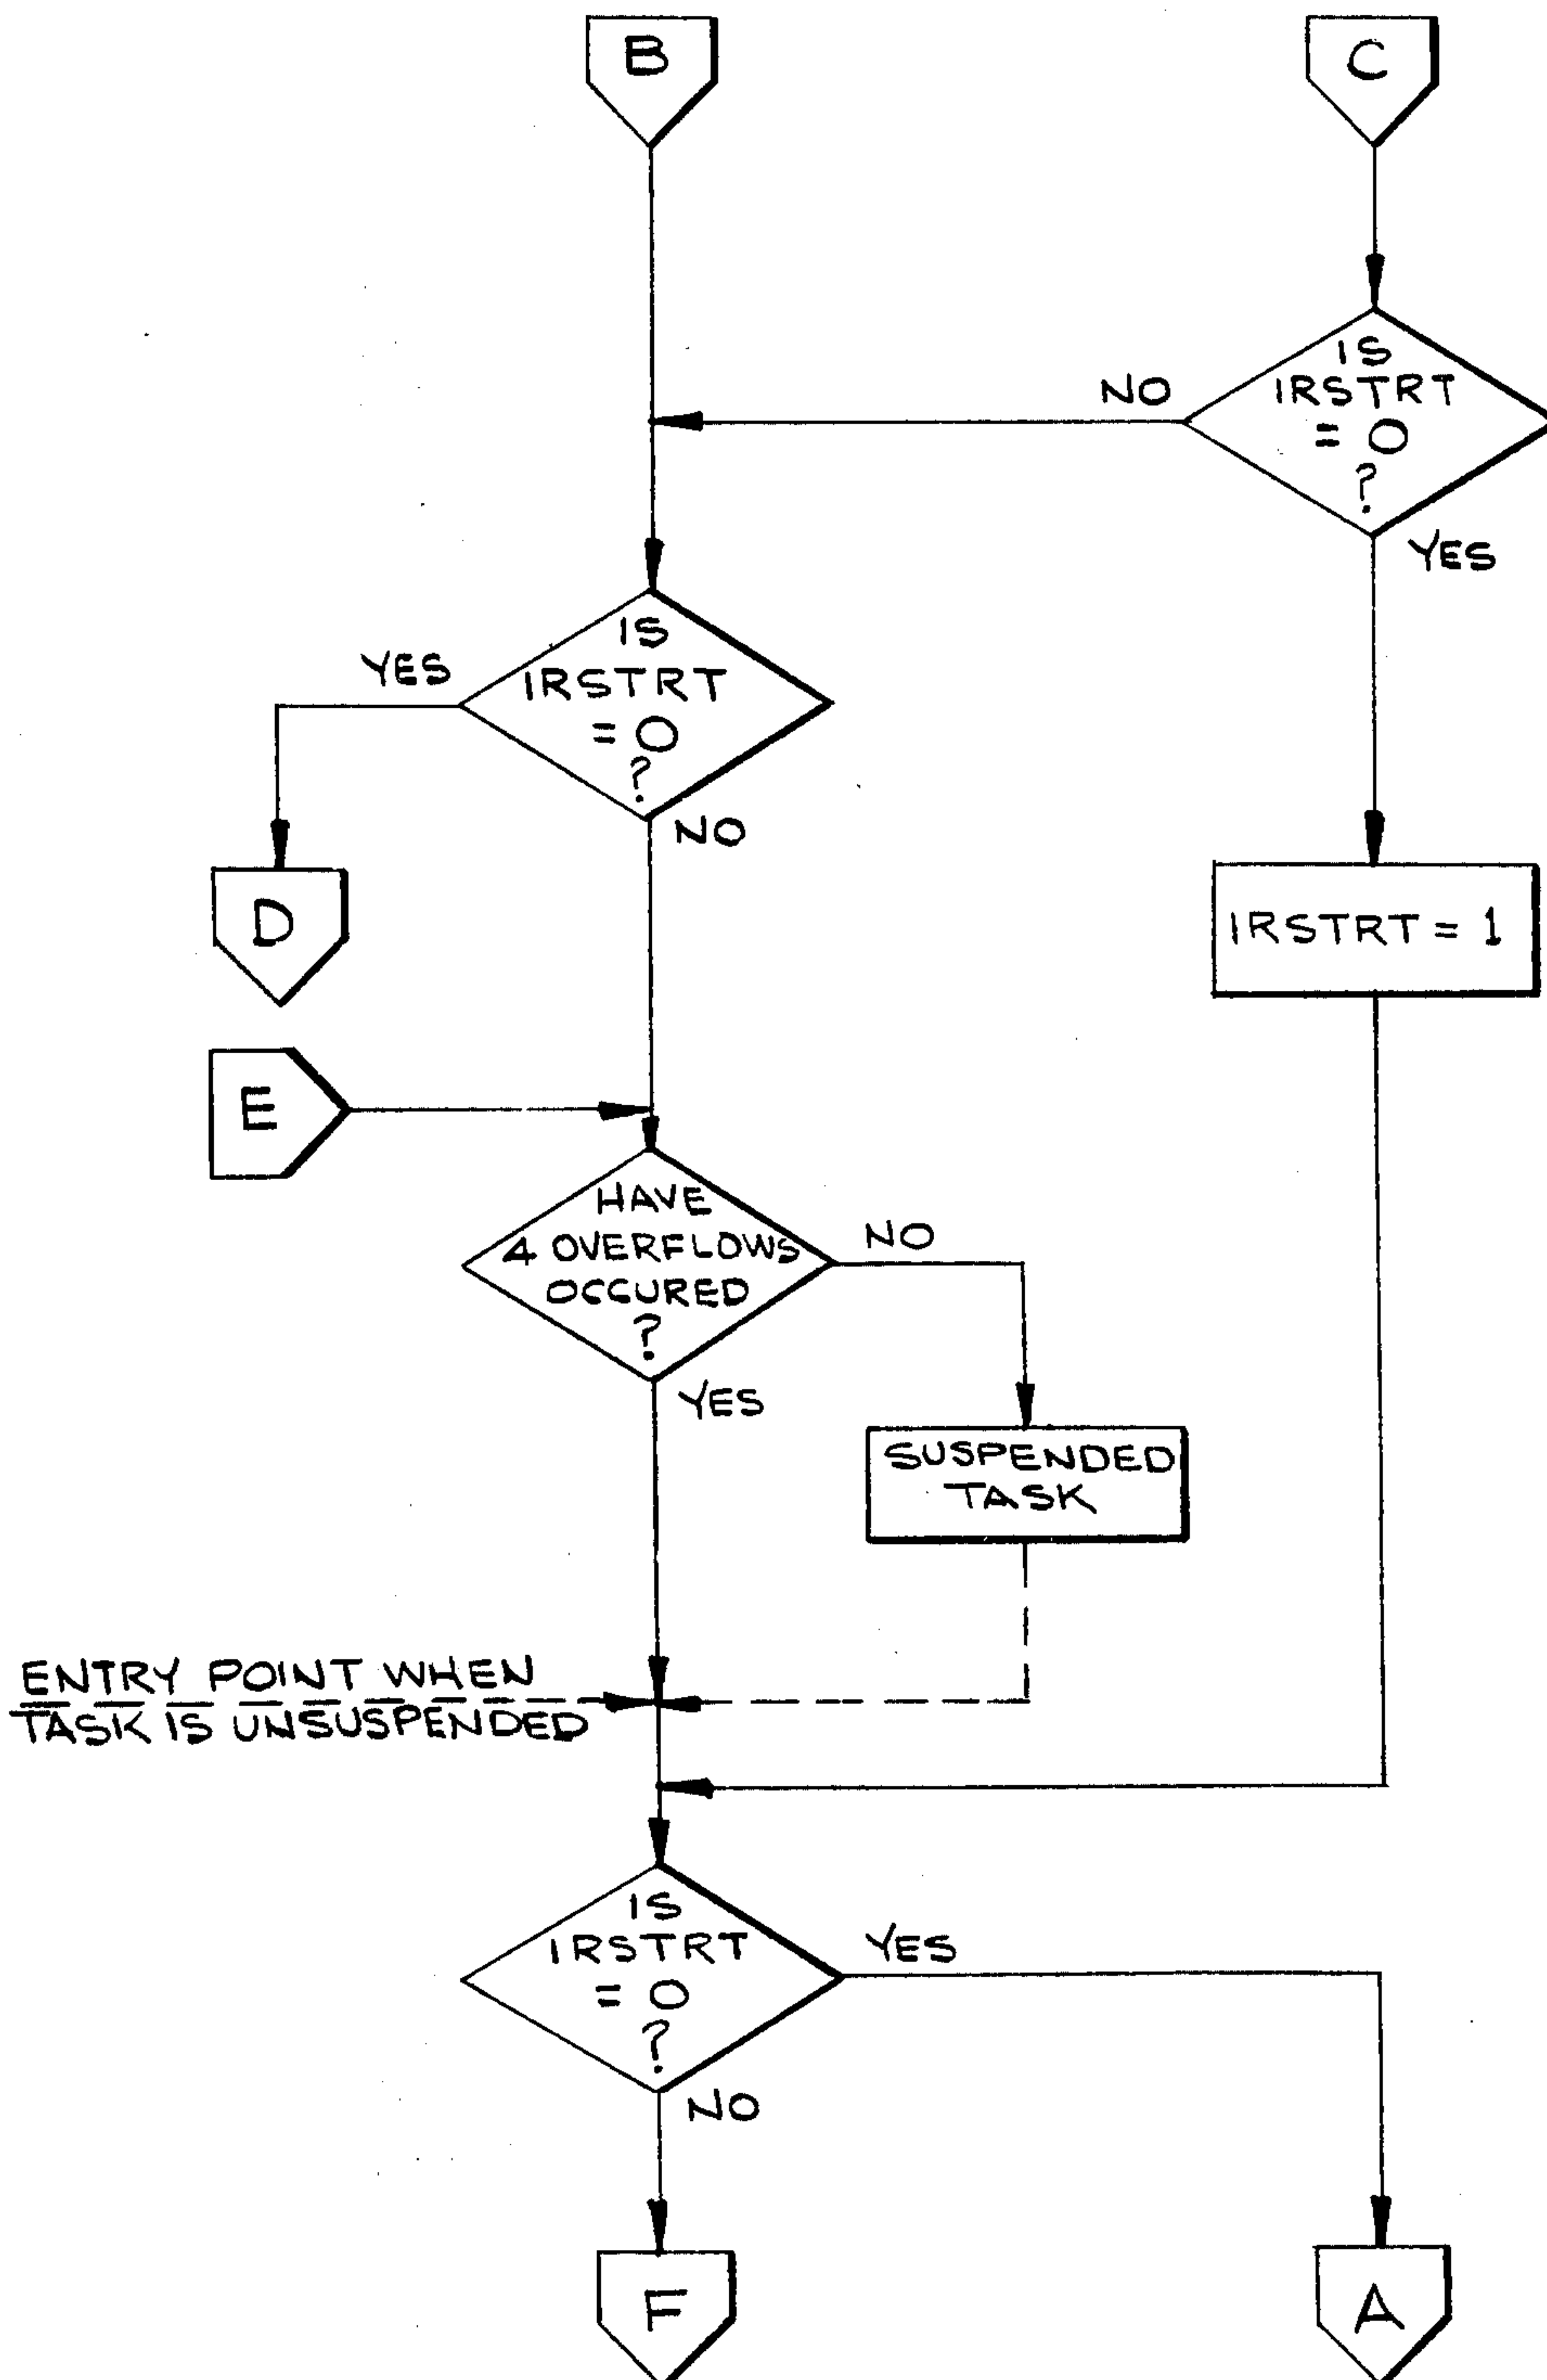 B
C
IS
IRSTRT
= 0
?
NO
YES
IS
IRSTRT
= 0
?
YES
NO
D
IRSTRT = 1
E
HAVE
4 OVERFLOWS
OCCURED
?
NO
YES
SUSPENDED
TASK
ENTRY POINT WHEN
TASK IS UNSUSPENDED
IS
IRSTRT
= 0
?
YES
NO
F
A